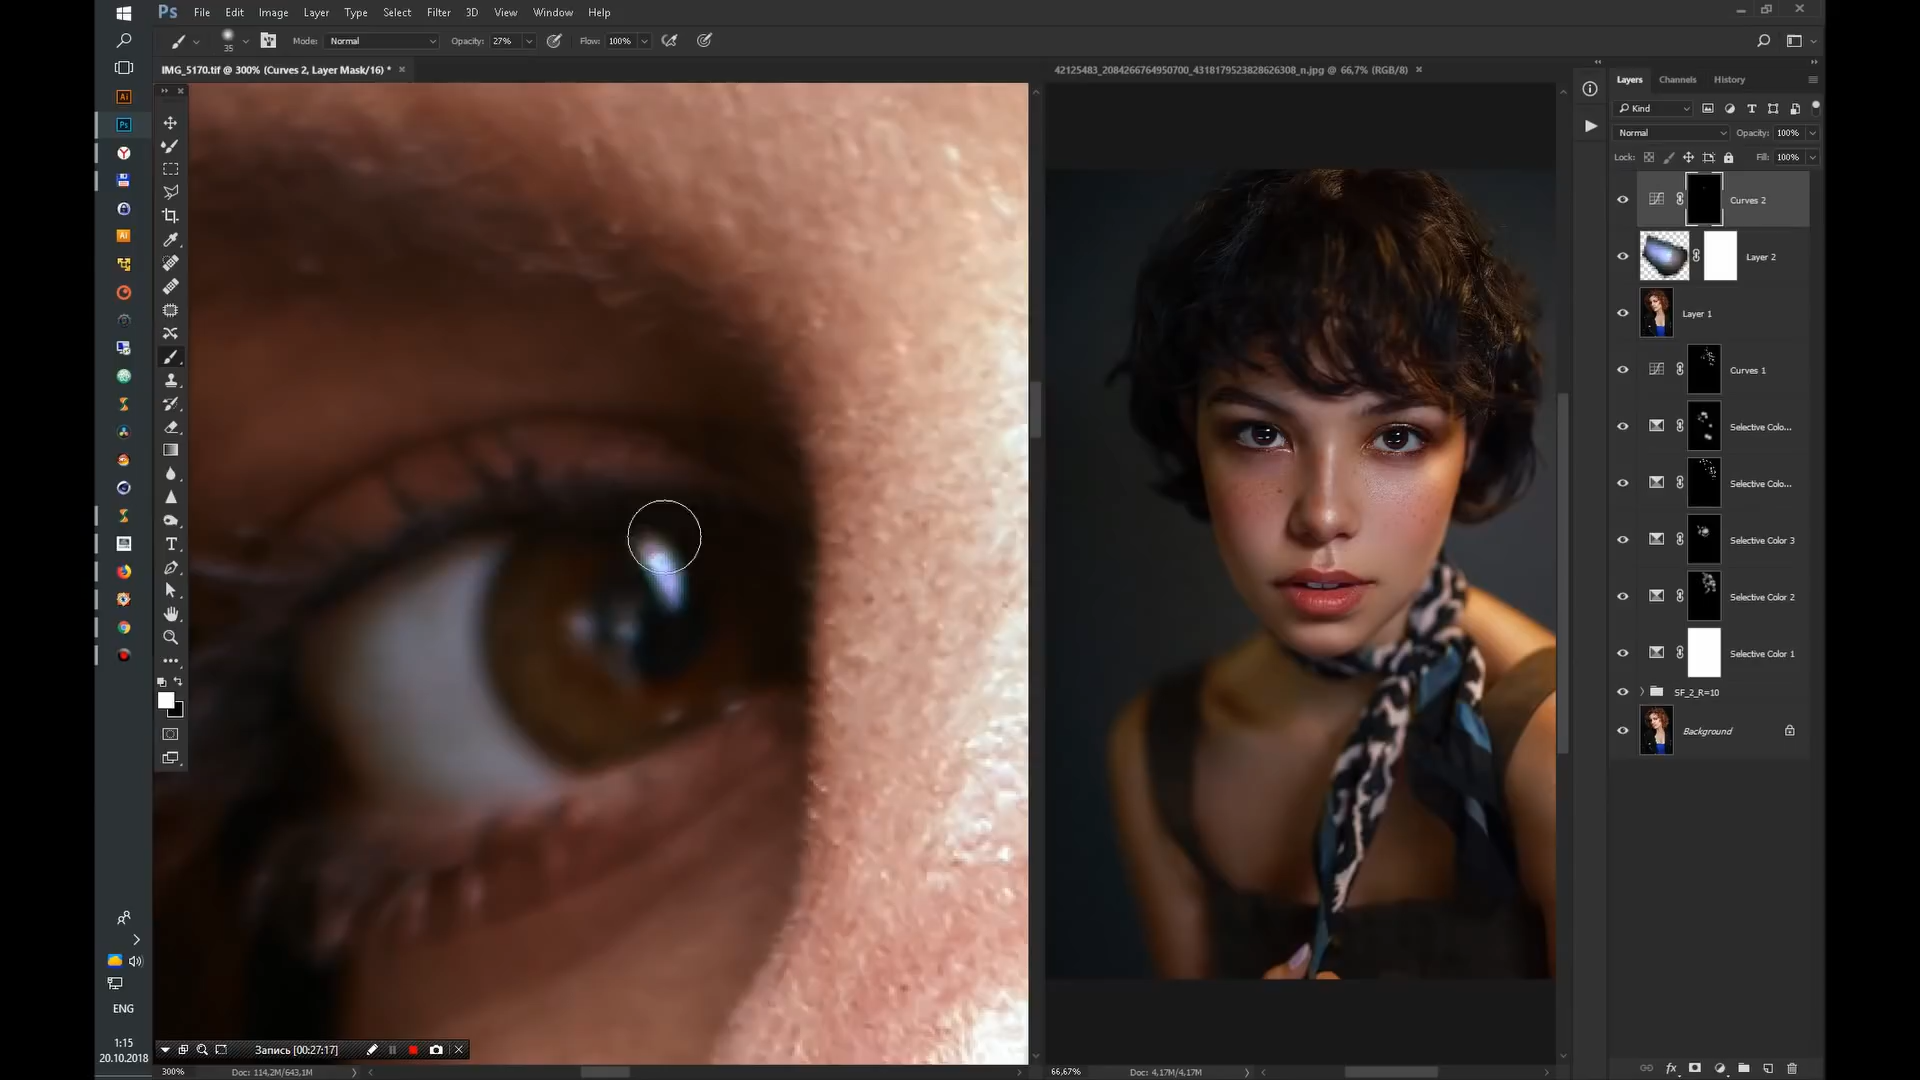 Ps File Edit Image Layer Type Select Filter 3D View Window Help
35 Mode: Normal Opacity: 27% Flow: 100%
IMG_5170.tif @ 300% (Curves 2, Layer Mask/16) *
42125483_2084266764950700_4318179523828626308_n.jpg @ 66,7% (RGB/8)
Layers Channels History
Kind
Normal Opacity: 100%
Lock: Fill: 100%
Curves 2
Layer 2
Layer 1
Curves 1
Selective Colo...
Selective Colo...
Selective Color 3
Selective Color 2
Selective Color 1
SF_2_R=10
Background
Ai
Ps
Ai
ENG
1:15
20.10.2018
Запись [00:27:17]
300% Doc: 114,2M/643,1M
66,67% Doc: 4,17M/4,17M